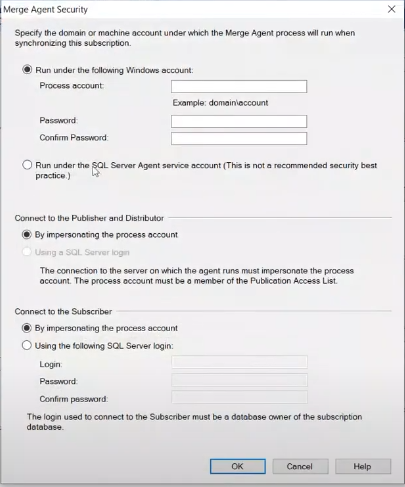 Merge Agent Security
Specify the domain or machine account under which the Merge Agent process will run when
synchronizing this subscription.
Run under the following Windows account:
Process account:
Example: domain\account
Password:
Confirm Password:
Run under the SQL Server Agent service account (This is not a recommended security best
practice.)
Connect to the Publisher and Distributor
By impersonating the process account
Using a SQL Server login
The connection to the server on which the agent runs must impersonate the process
account. The process account must be a member of the Publication Access List.
Connect to the Subscriber
By impersonating the process account
Using the following SQL Server login:
Login:
Password:
Confirm password:
The login used to connect to the Subscriber must be a database owner of the subscription
database.
OK
Cancel
Help